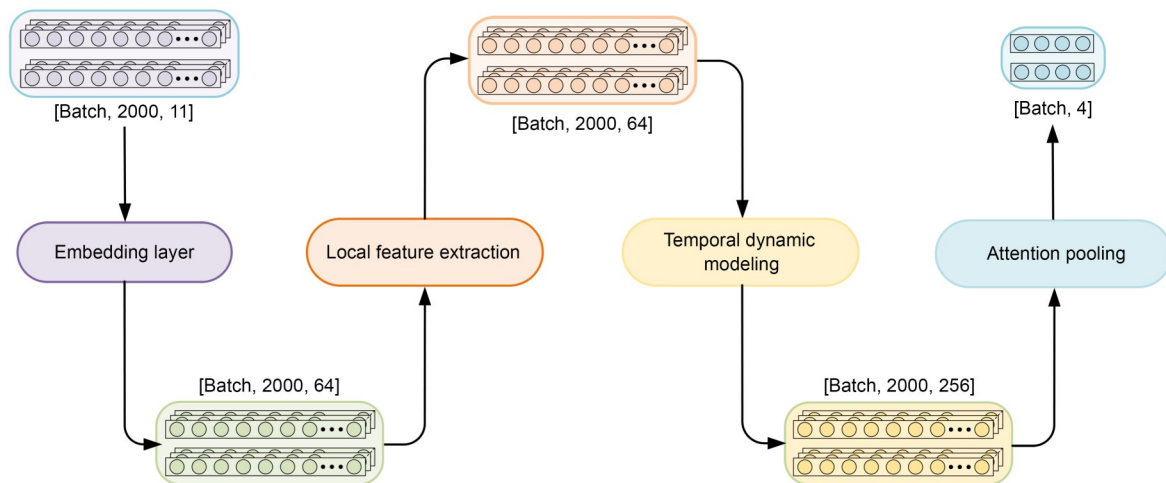 [Batch, 2000, 11]
Embedding layer
[Batch, 2000, 64]
Local feature extraction
[Batch, 2000, 64]
Temporal dynamic
modeling
[Batch, 2000, 256]
Attention pooling
[Batch, 4]